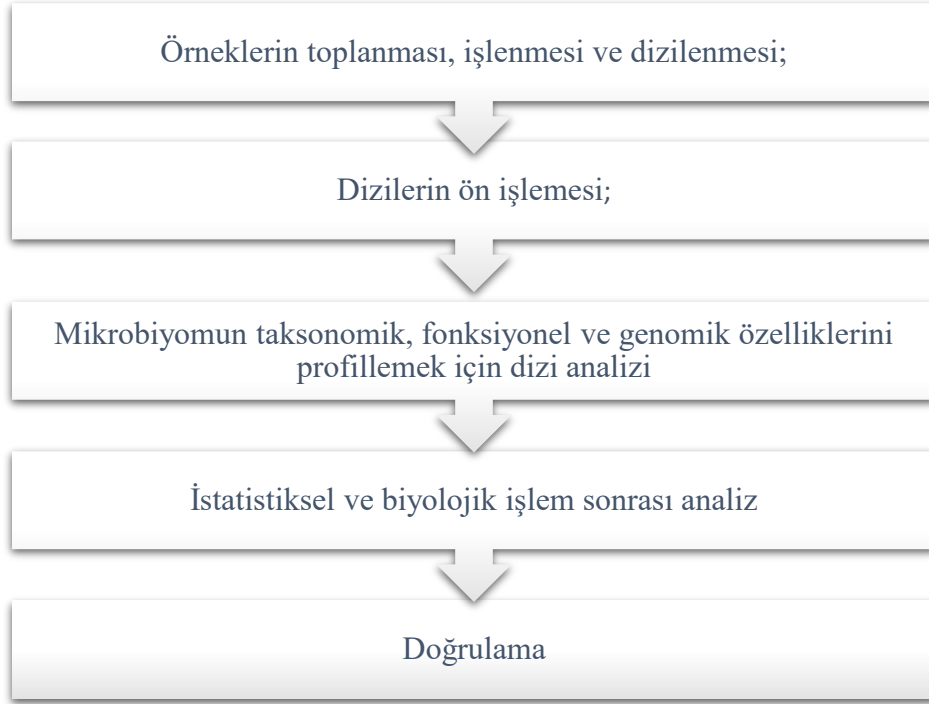 Örneklerin toplanması, işlenmesi ve dizilenmesi;
Dizilerin ön işlemesi;
Mikrobiyomun taksonomik, fonksiyonel ve genomik özelliklerini
profillemek için dizi analizi
İstatistiksel ve biyolojik işlem sonrası analiz
Doğrulama